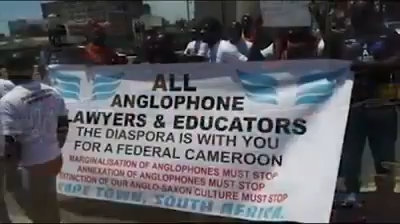 ALL
ANGLOPHONE
LAWYERS & EDUCATORS
THE DIASPORA IS WITH YOU
FOR A FEDERAL CAMEROON
MARGINALISATION OF ANGLOPHONES MUST STOP
ANNEXATION OF ANGLOPHONES MUST STOP
EXTINCTION OF OUR ANGLO-SAXON CULTURE MUST STOP
CAPE TOWN, SOUTH AFRICA